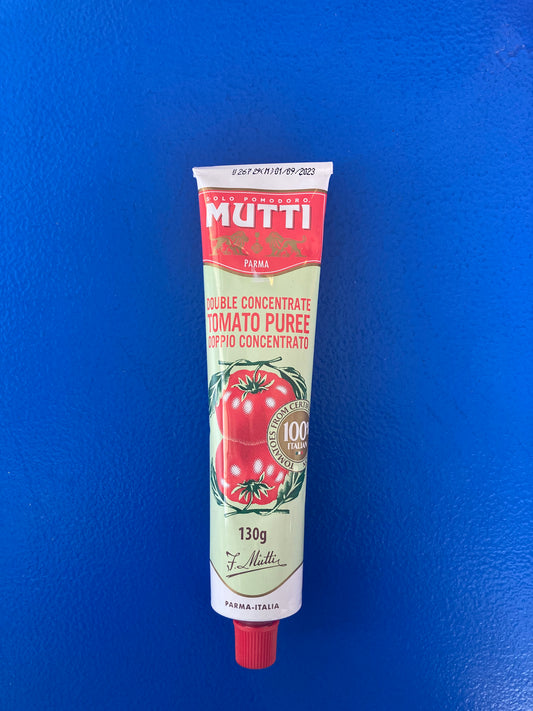 01/09/2023
SOLO POMODORO.
MUTTI
PARMA
DOUBLE CONCENTRATE
TOMATO PUREE
DOPPIO CONCENTRATO
TOMATOES FROM
100%
ITALIAN
130g
F. Mutti
PARMA-ITALIA